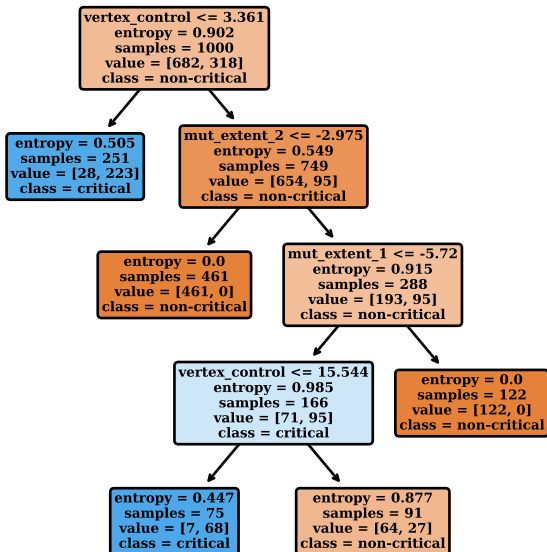 vertex_control <= 3.361
entropy = 0.902
samples = 1000
value = [682, 318]
class = non-critical
entropy = 0.505
samples = 251
value = [28, 223]
class = critical
mut_extent_2 <= -2.975
entropy = 0.549
samples = 749
value = [654, 95]
class = non-critical
entropy = 0.0
samples = 461
value = [461, 0]
class = non-critical
mut_extent_1 <= -5.72
entropy = 0.915
samples = 288
value = [193, 95]
class = non-critical
vertex_control <= 15.544
entropy = 0.985
samples = 166
value = [71, 95]
class = critical
entropy = 0.0
samples = 122
value = [122, 0]
class = non-critical
entropy = 0.447
samples = 75
value = [7, 68]
class = critical
entropy = 0.877
samples = 91
value = [64, 27]
class = non-critical